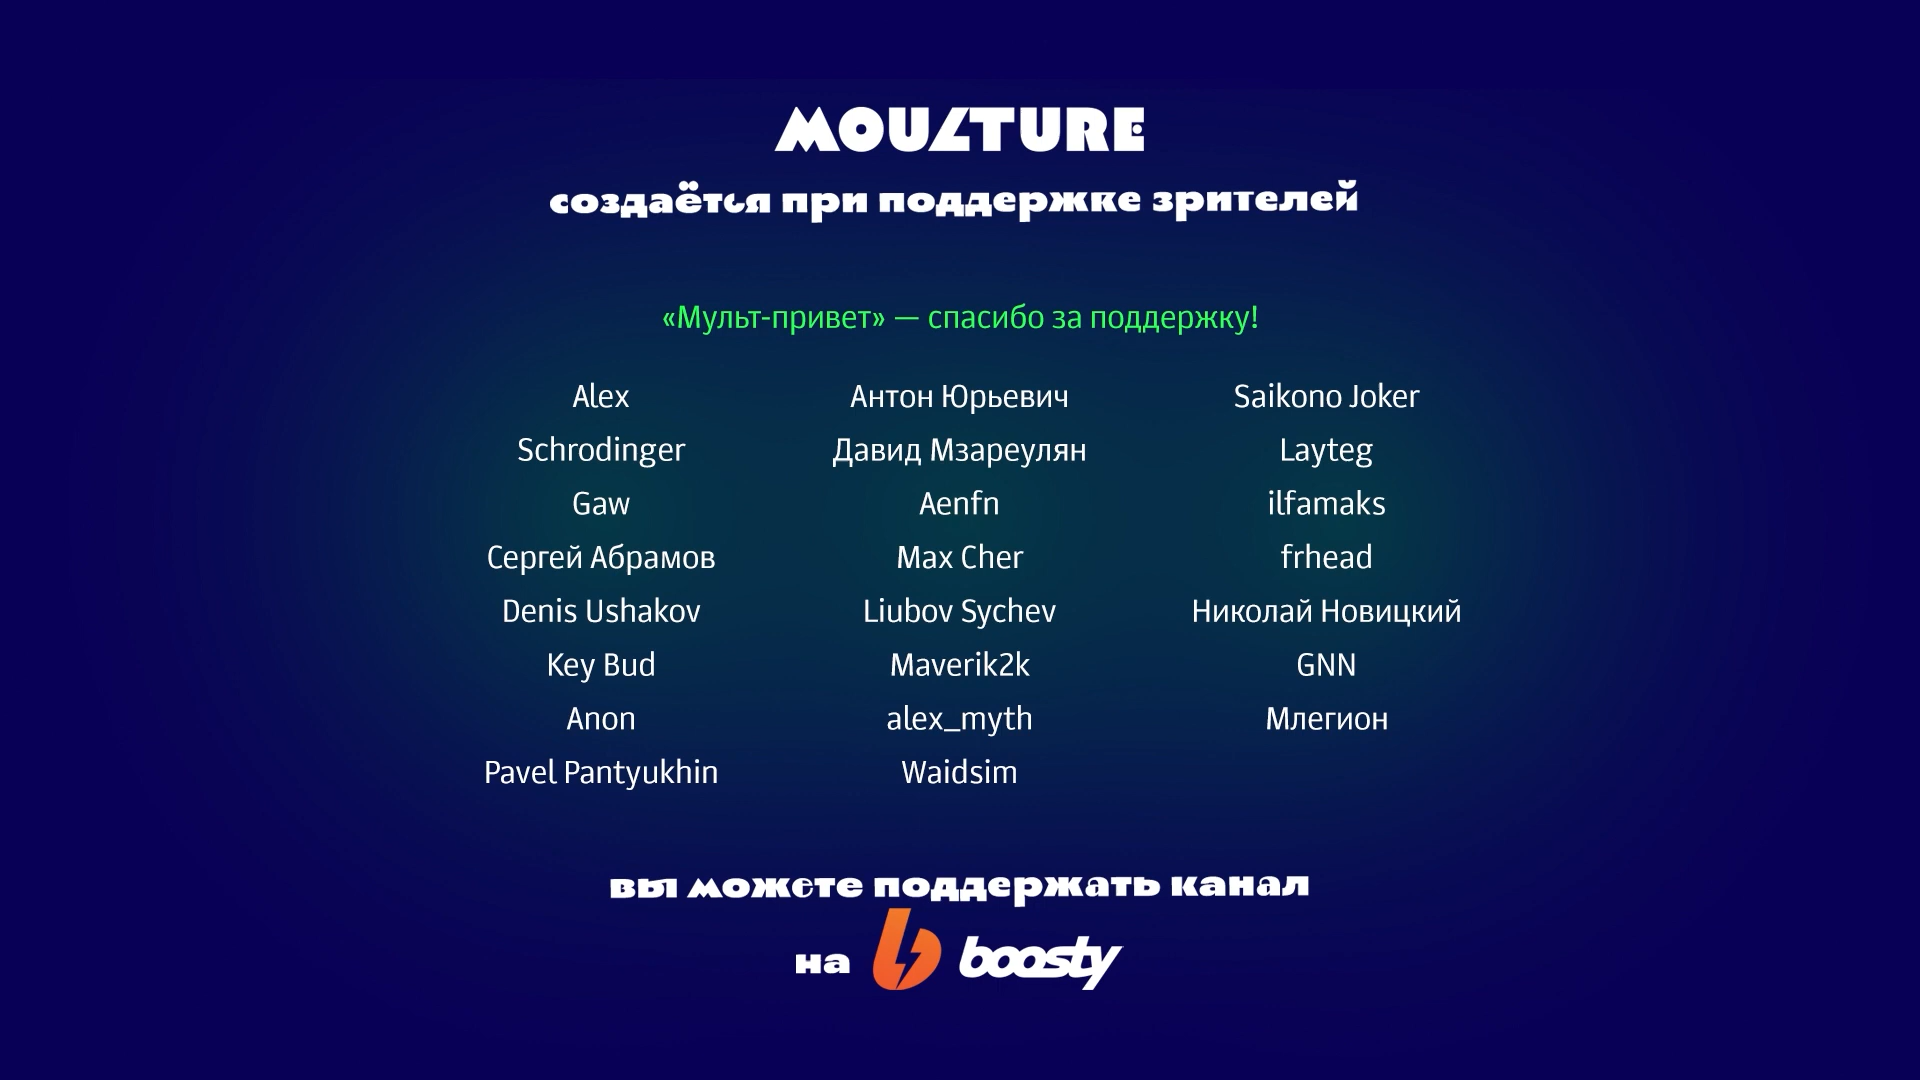 MOULTURE
создаётся при поддержке зрителей
«Мульт-привет» — спасибо за поддержку!
Alex
Schrodinger
Gaw
Сергей Абрамов
Denis Ushakov
Key Bud
Anon
Pavel Pantyukhin
Антон Юрьевич
Давид Мзареулян
Aenfn
Max Cher
Liubov Sychev
Maverik2k
alex_myth
Waidsim
Saikono Joker
Layteg
ilfamaks
frhead
Николай Новицкий
GNN
Млегион
вы можете поддержать канал
на boosty